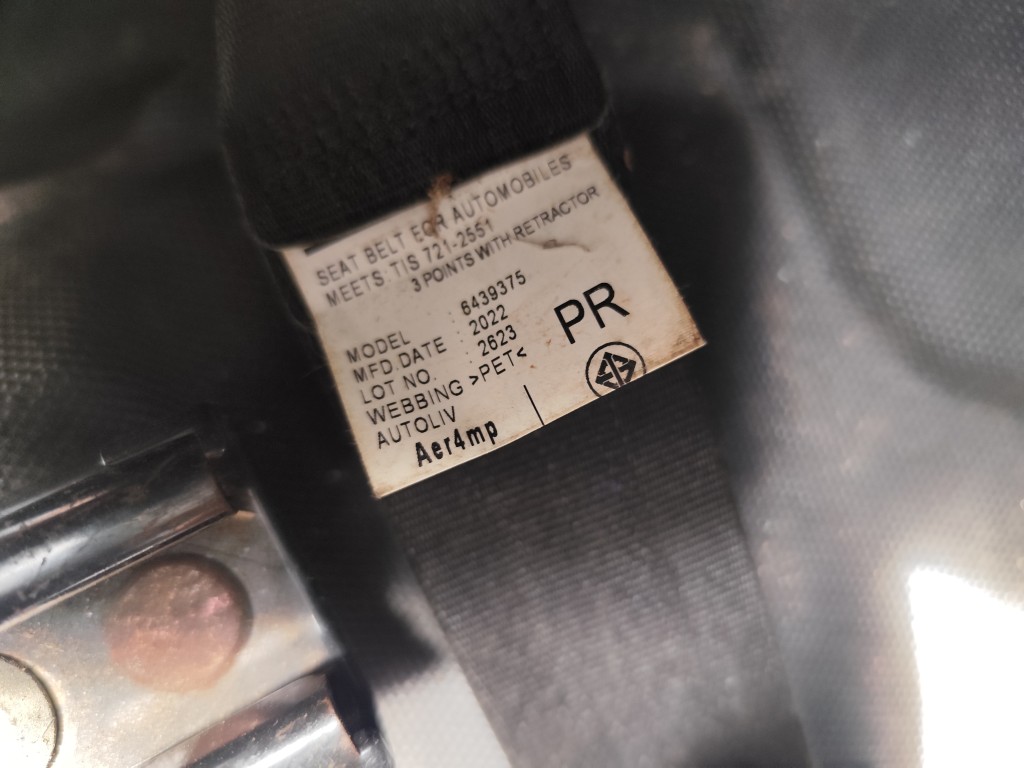 SEAT BELT FOR AUTOMOBILES
MEETS: TIS 721-2551
3 POINTS WITH RETRACTOR
MODEL : 6439375
MFD.DATE : 2022
LOT NO. : 2623
WEBBING >PET<
AUTOLIV
Aer4mp
PR